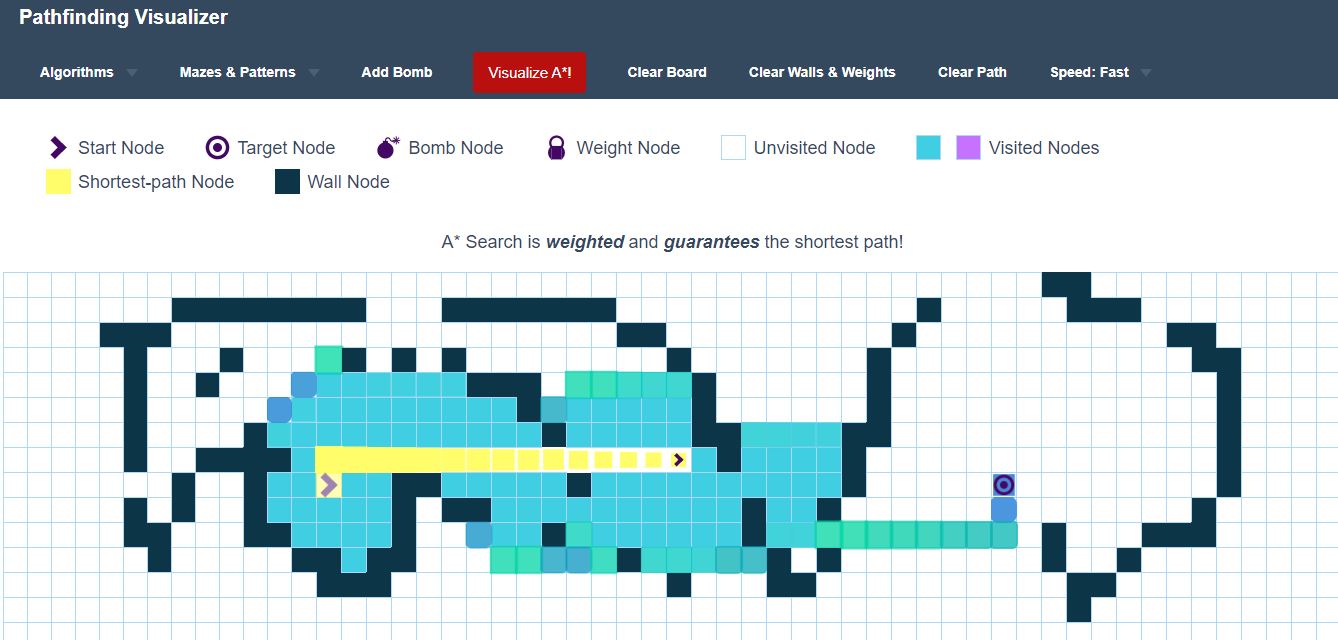 Pathfinding Visualizer
Algorithms Mazes & Patterns Add Bomb Visualize A*! Clear Board Clear Walls & Weights Clear Path Speed: Fast
Start Node Target Node Bomb Node Weight Node Unvisited Node Visited Nodes
Shortest-path Node Wall Node
A* Search is weighted and guarantees the shortest path!